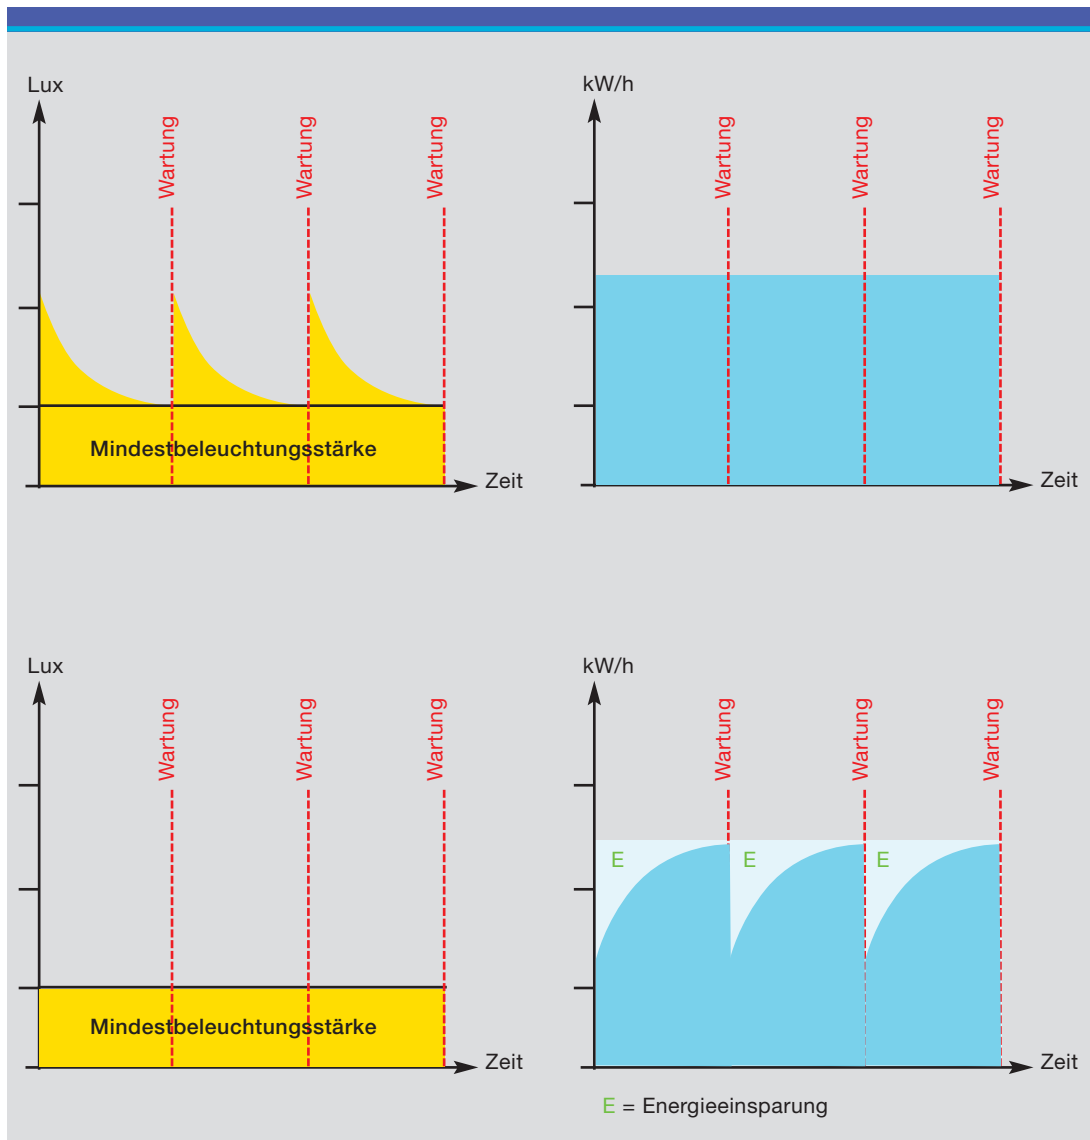 Lux
Wartung
Wartung
Wartung
Mindestbeleuchtungsstärke
Zeit
kW/h
Wartung
Wartung
Wartung
Zeit
Lux
Wartung
Wartung
Wartung
Mindestbeleuchtungsstärke
Zeit
kW/h
Wartung
Wartung
Wartung
E
E
E
Zeit
E = Energieeinsparung